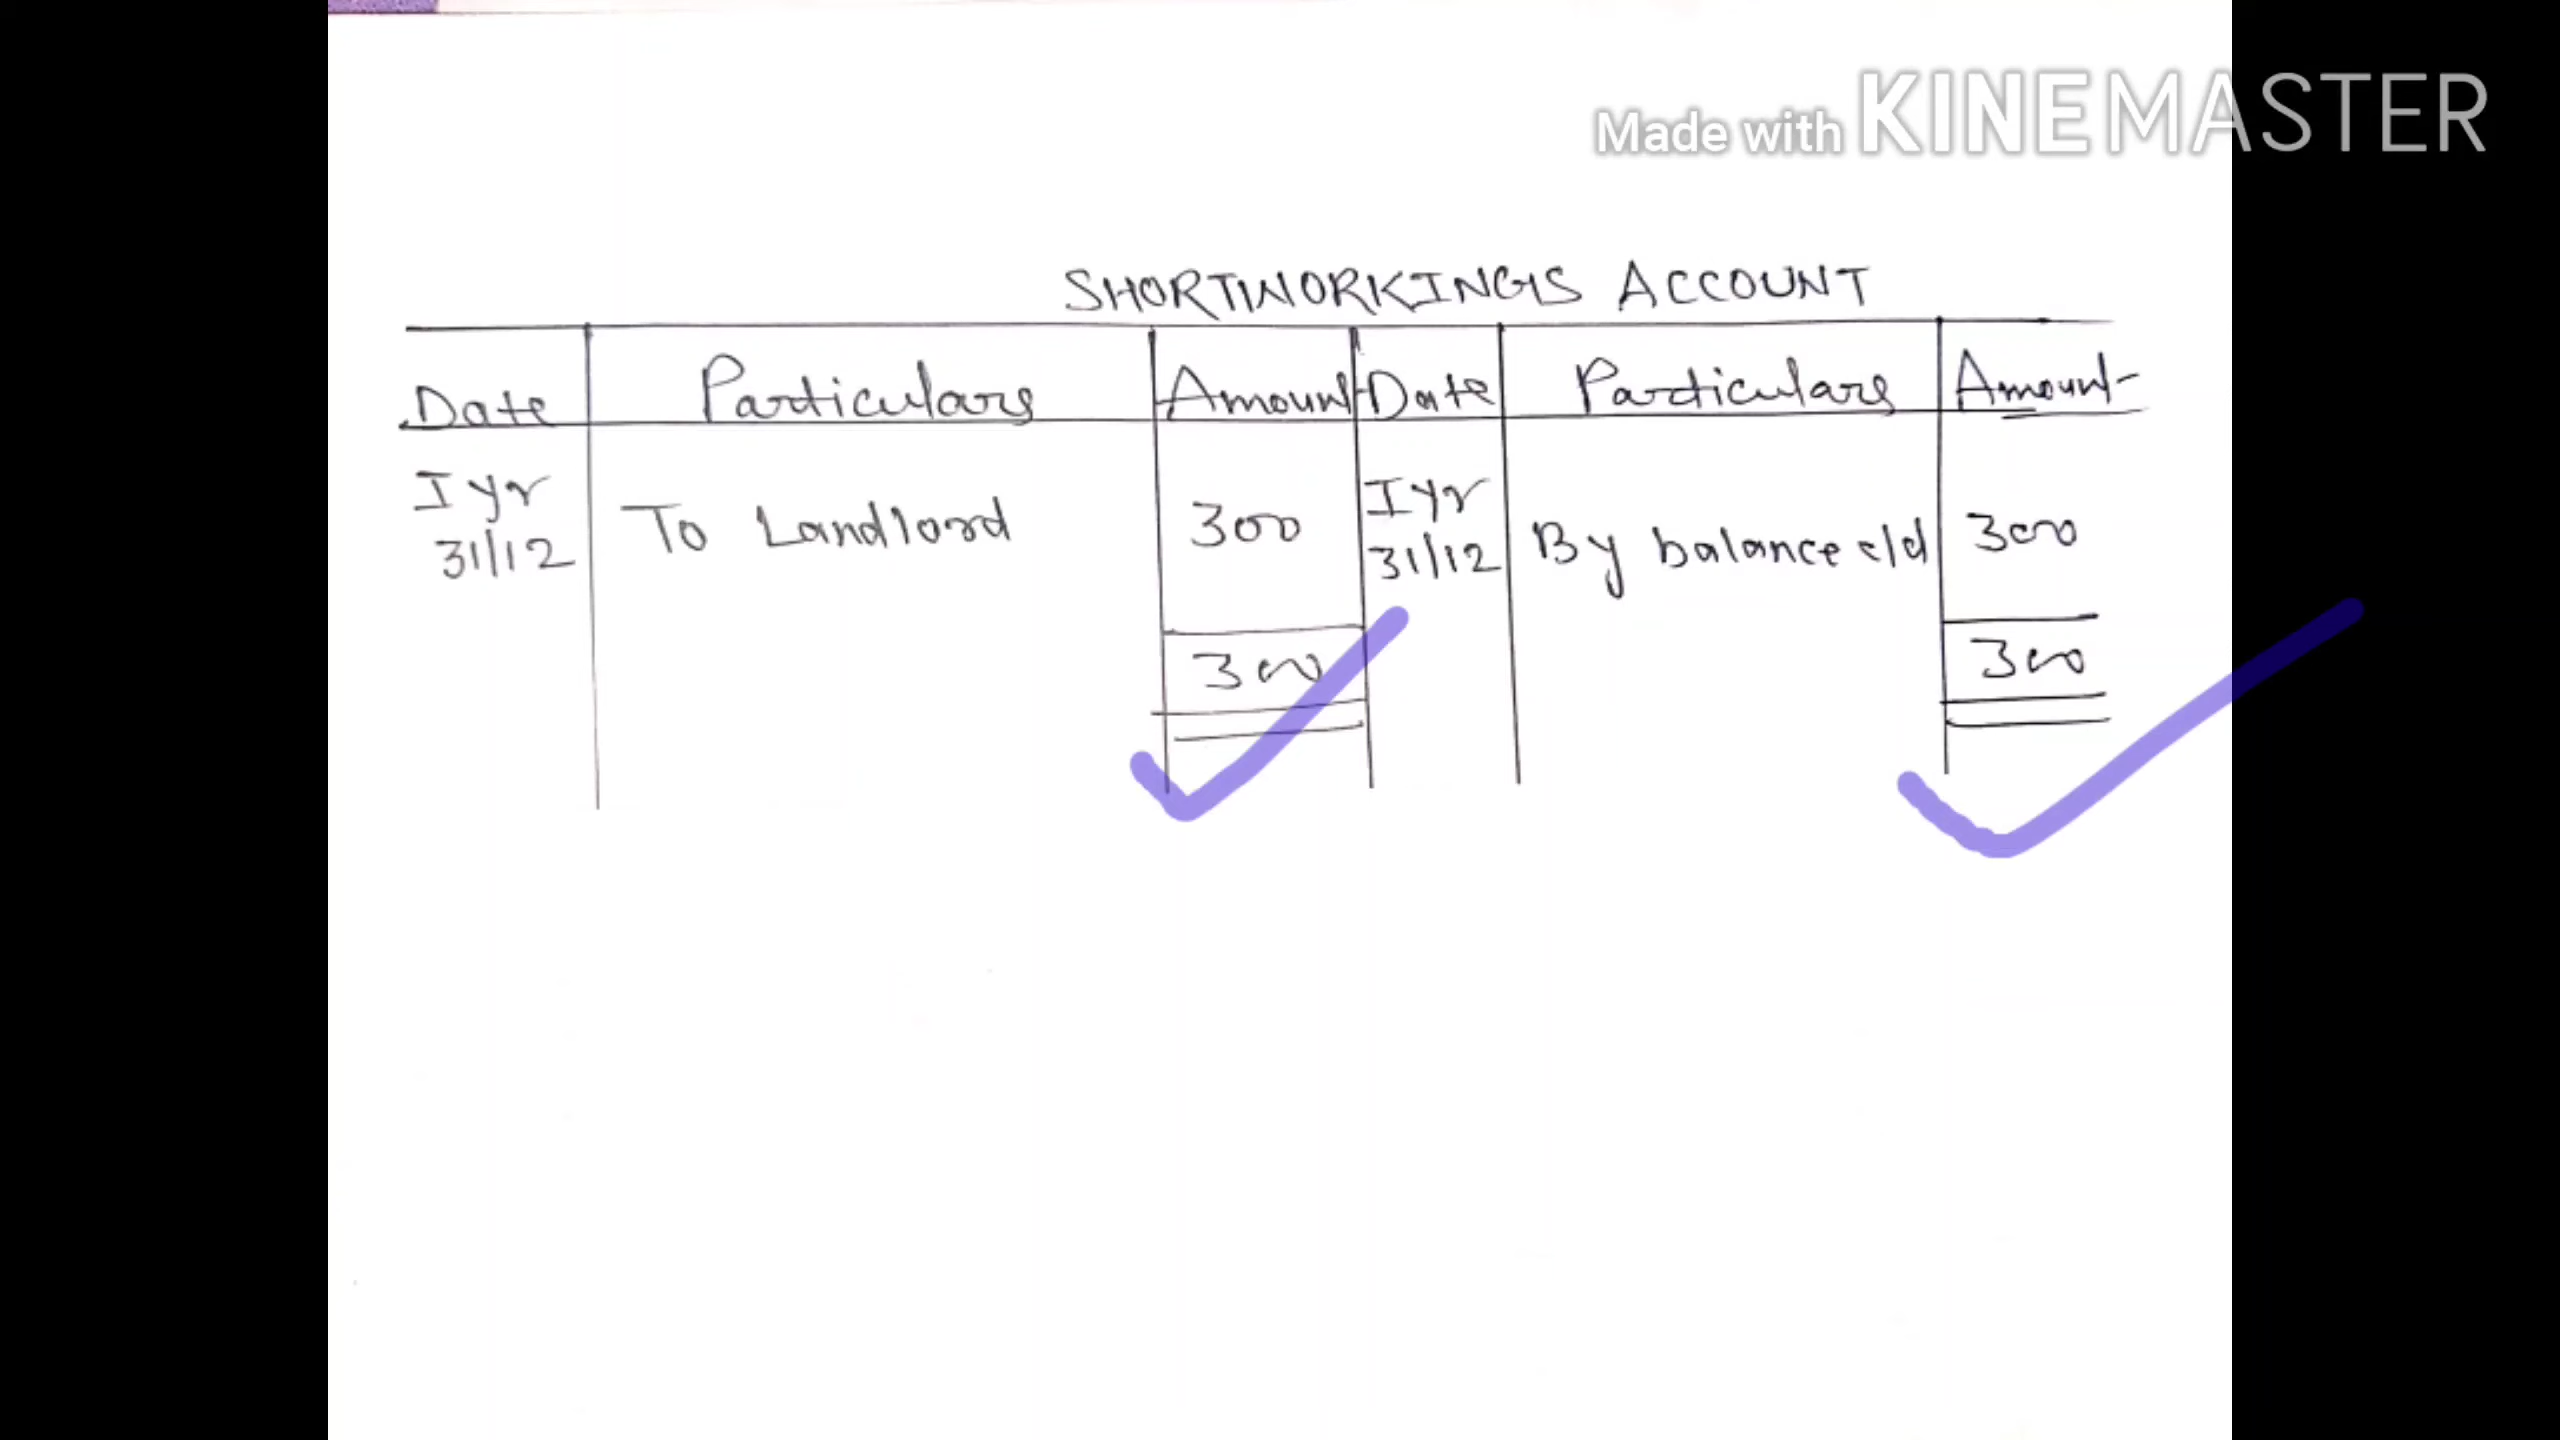 Made with KINEMASTER
SHORTWORKINGS ACCOUNT
Date Particulars Amount Date Particulars Amount
I yr I yr
31/12 To Landlord 300 31/12 By balance c/d 300
300 300